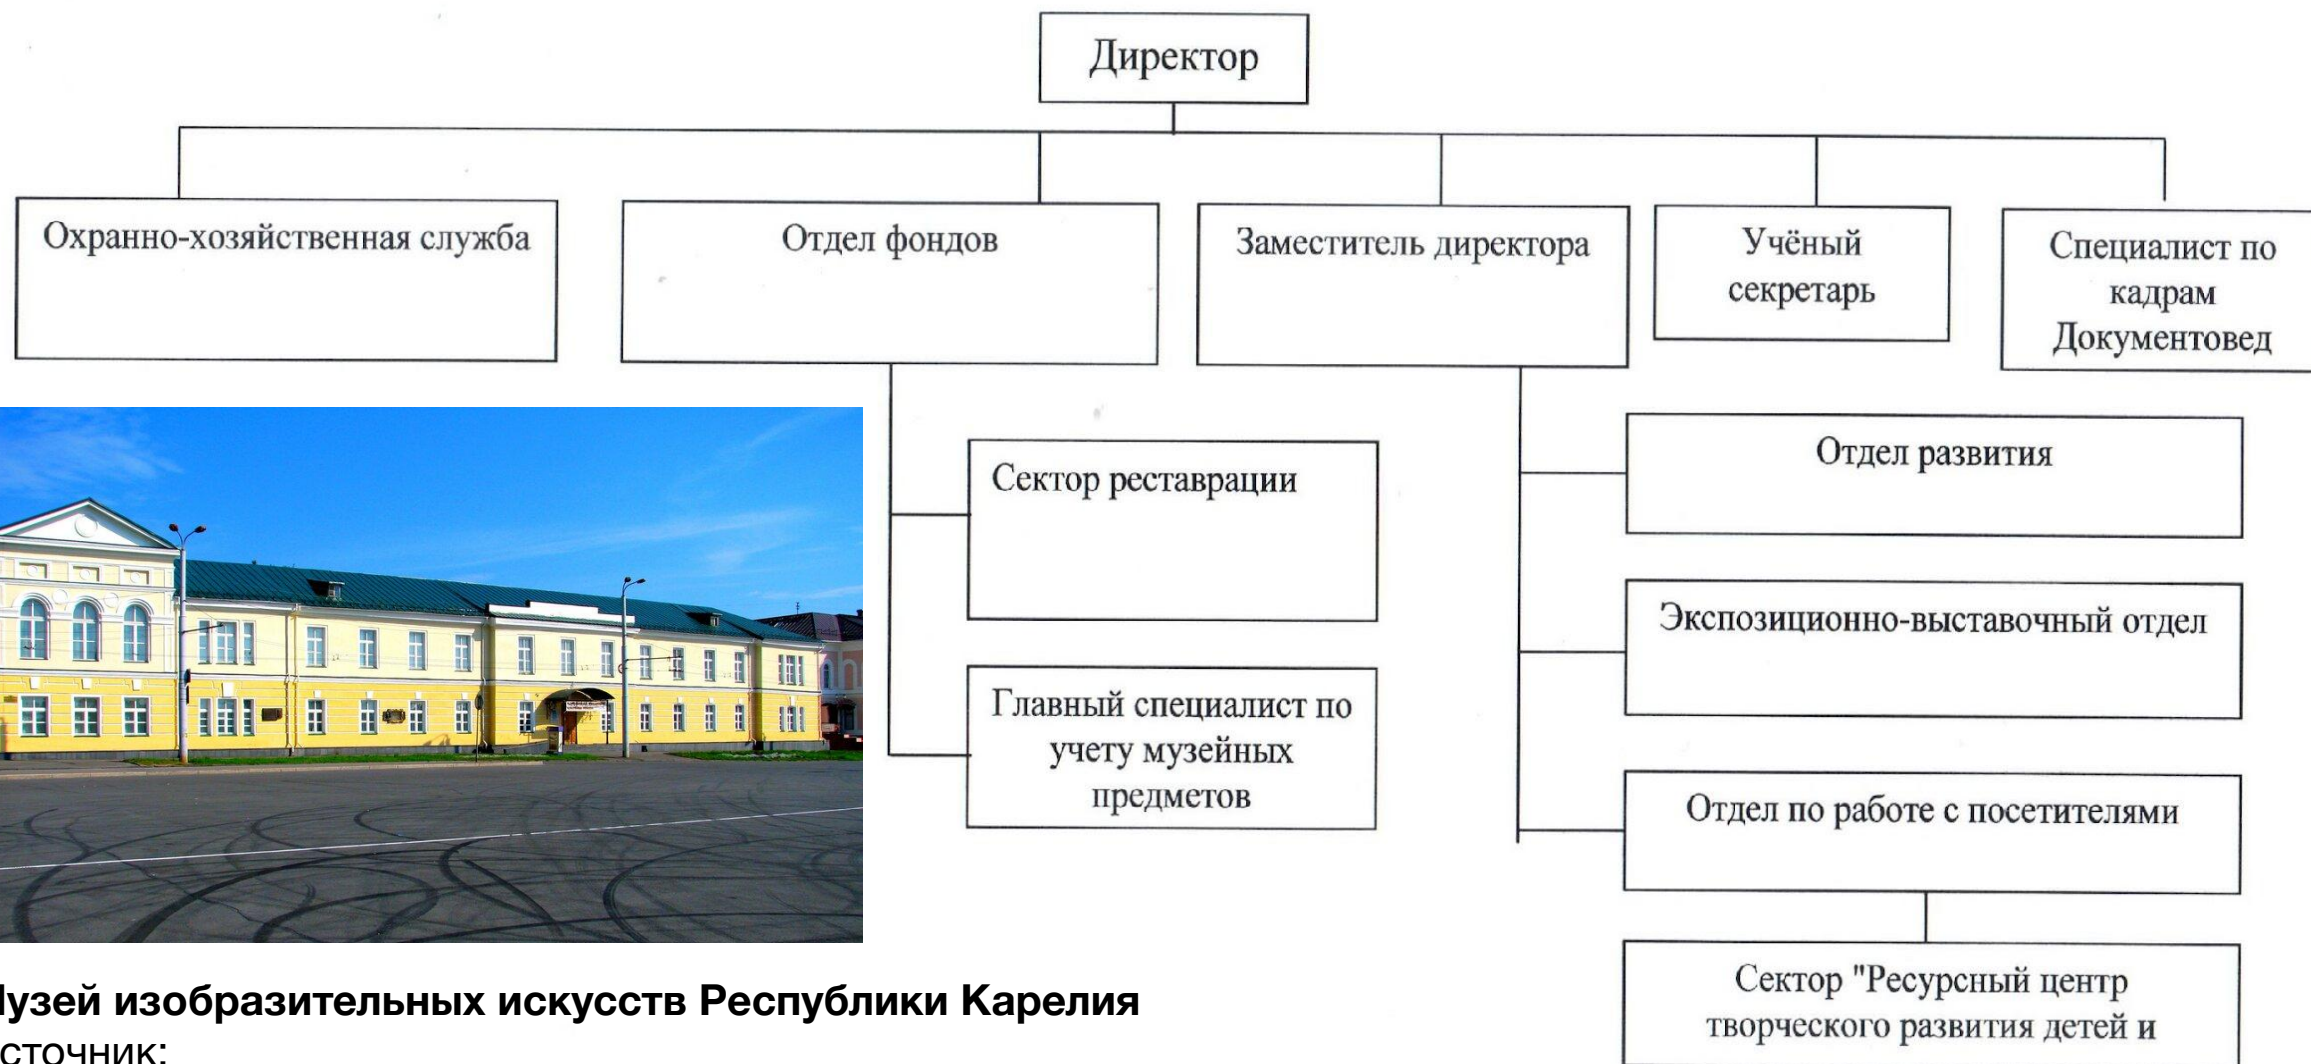 Директор
Охранно-хозяйственная служба
Отдел фондов
Заместитель директора
Учёный
секретарь
Специалист по
кадрам
Документовед
Сектор реставрации
Главный специалист по
учету музейных
предметов
Отдел развития
Экспозиционно-выставочный отдел
Отдел по работе с посетителями
Сектор "Ресурсный центр
творческого развития детей и
Музей изобразительных искусств Республики Карелия
сточник: